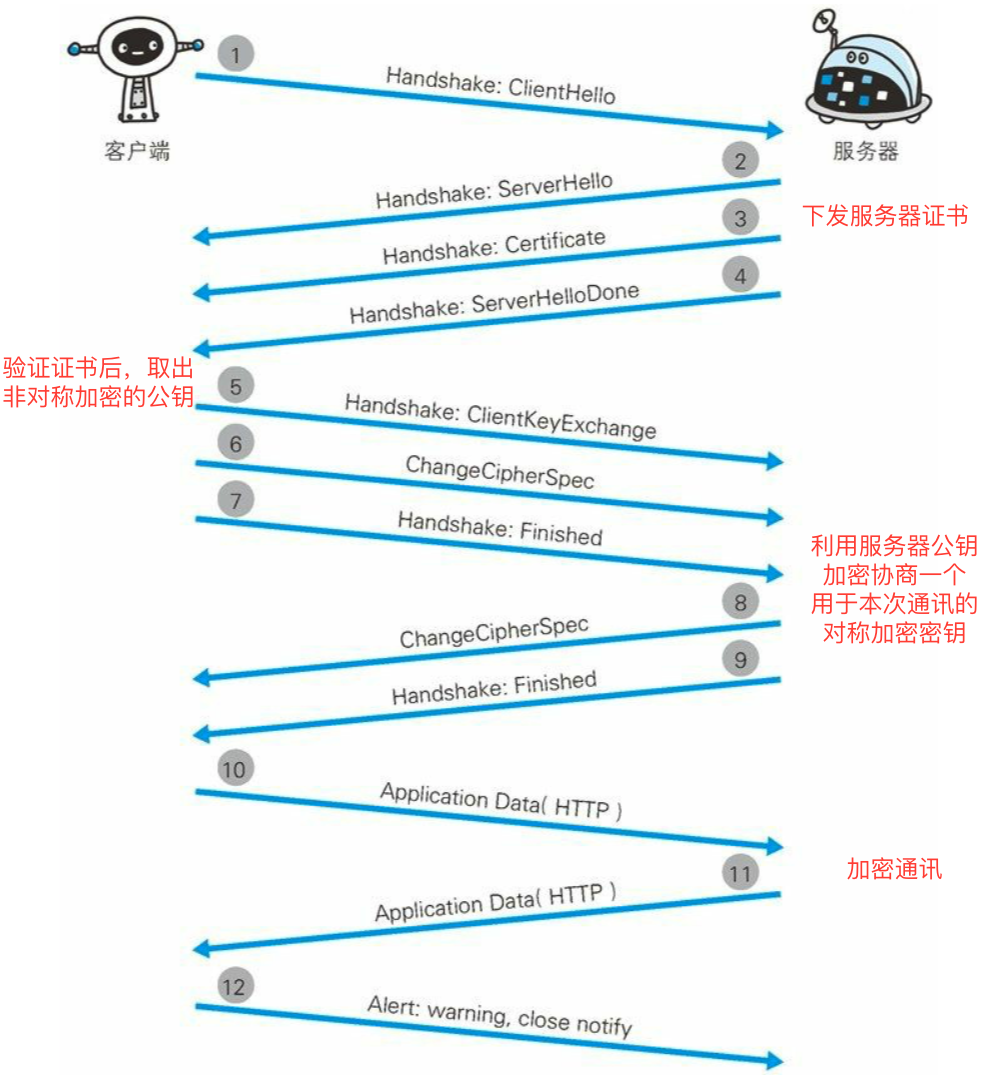 1
Handshake: ClientHello
客户端
服务器
2
Handshake: ServerHello
3
下发服务器证书
Handshake: Certificate
4
Handshake: ServerHelloDone
验证证书后，取出
非对称加密的公钥
5
Handshake: ClientKeyExchange
6
ChangeCipherSpec
7
Handshake: Finished
利用服务器公钥
加密协商一个
用于本次通讯的
对称加密密钥
8
ChangeCipherSpec
9
Handshake: Finished
10
Application Data( HTTP )
加密通讯
11
Application Data( HTTP )
12
Alert: warning, close notify